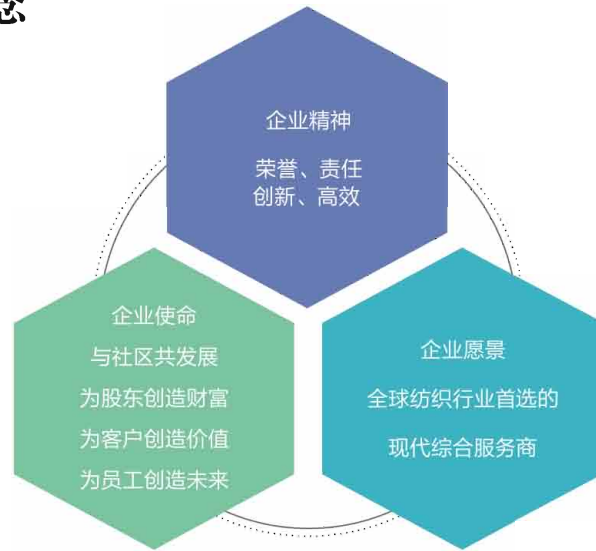 念
企业精神
荣誉、责任
创新、高效
企业使命
与社区共发展
为股东创造财富
为客户创造价值
为员工创造未来
企业愿景
全球纺织行业首选的
现代综合服务商